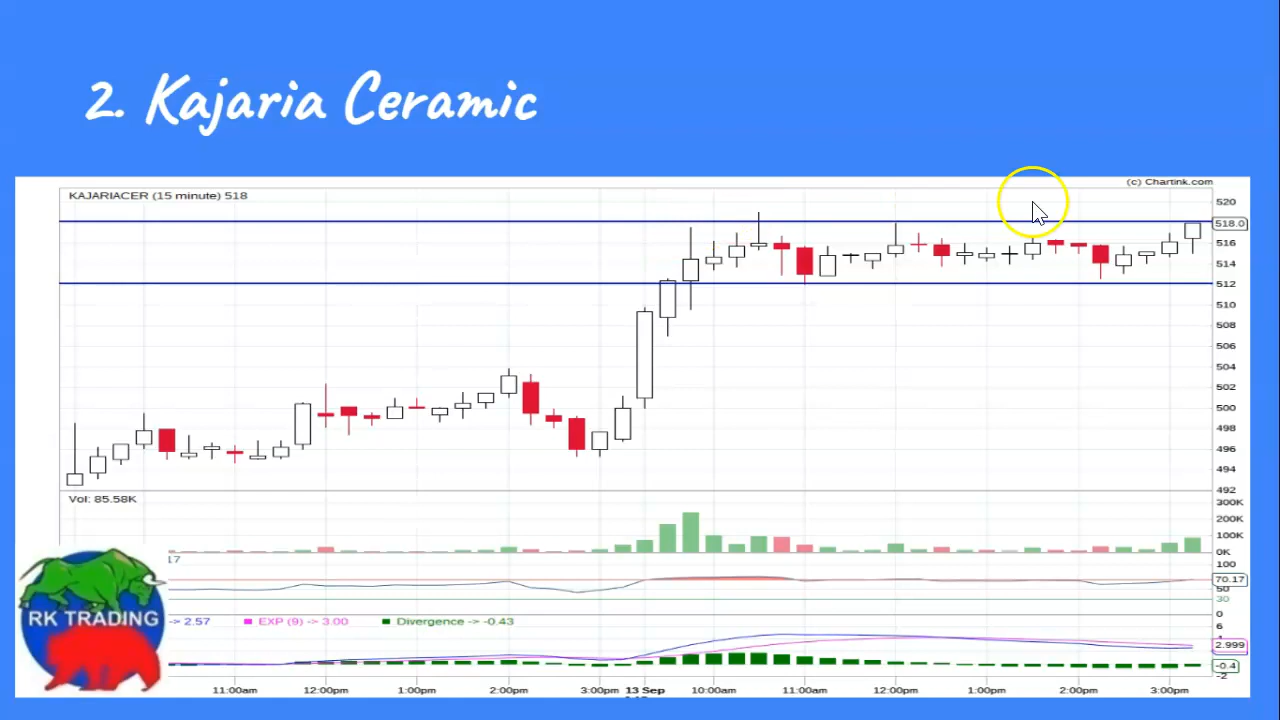 2. Kajaria Ceramic
(c) Chartink.com
KAJARIACER (15 minute) 518
520
518.0
516
514
512
510
508
506
504
502
500
498
496
494
492
Vol: 85.58K
300K
200K
100K
0K
17
100
70.17
50
30
0
RK TRADING
-> 2.57
EXP (9) -> 3.00
Divergence -> -0.43
6
2.999
-0.4
-2
11:00am 12:00pm 1:00pm 2:00pm 3:00pm 13 Sep 10:00am 11:00am 12:00pm 1:00pm 2:00pm 3:00pm